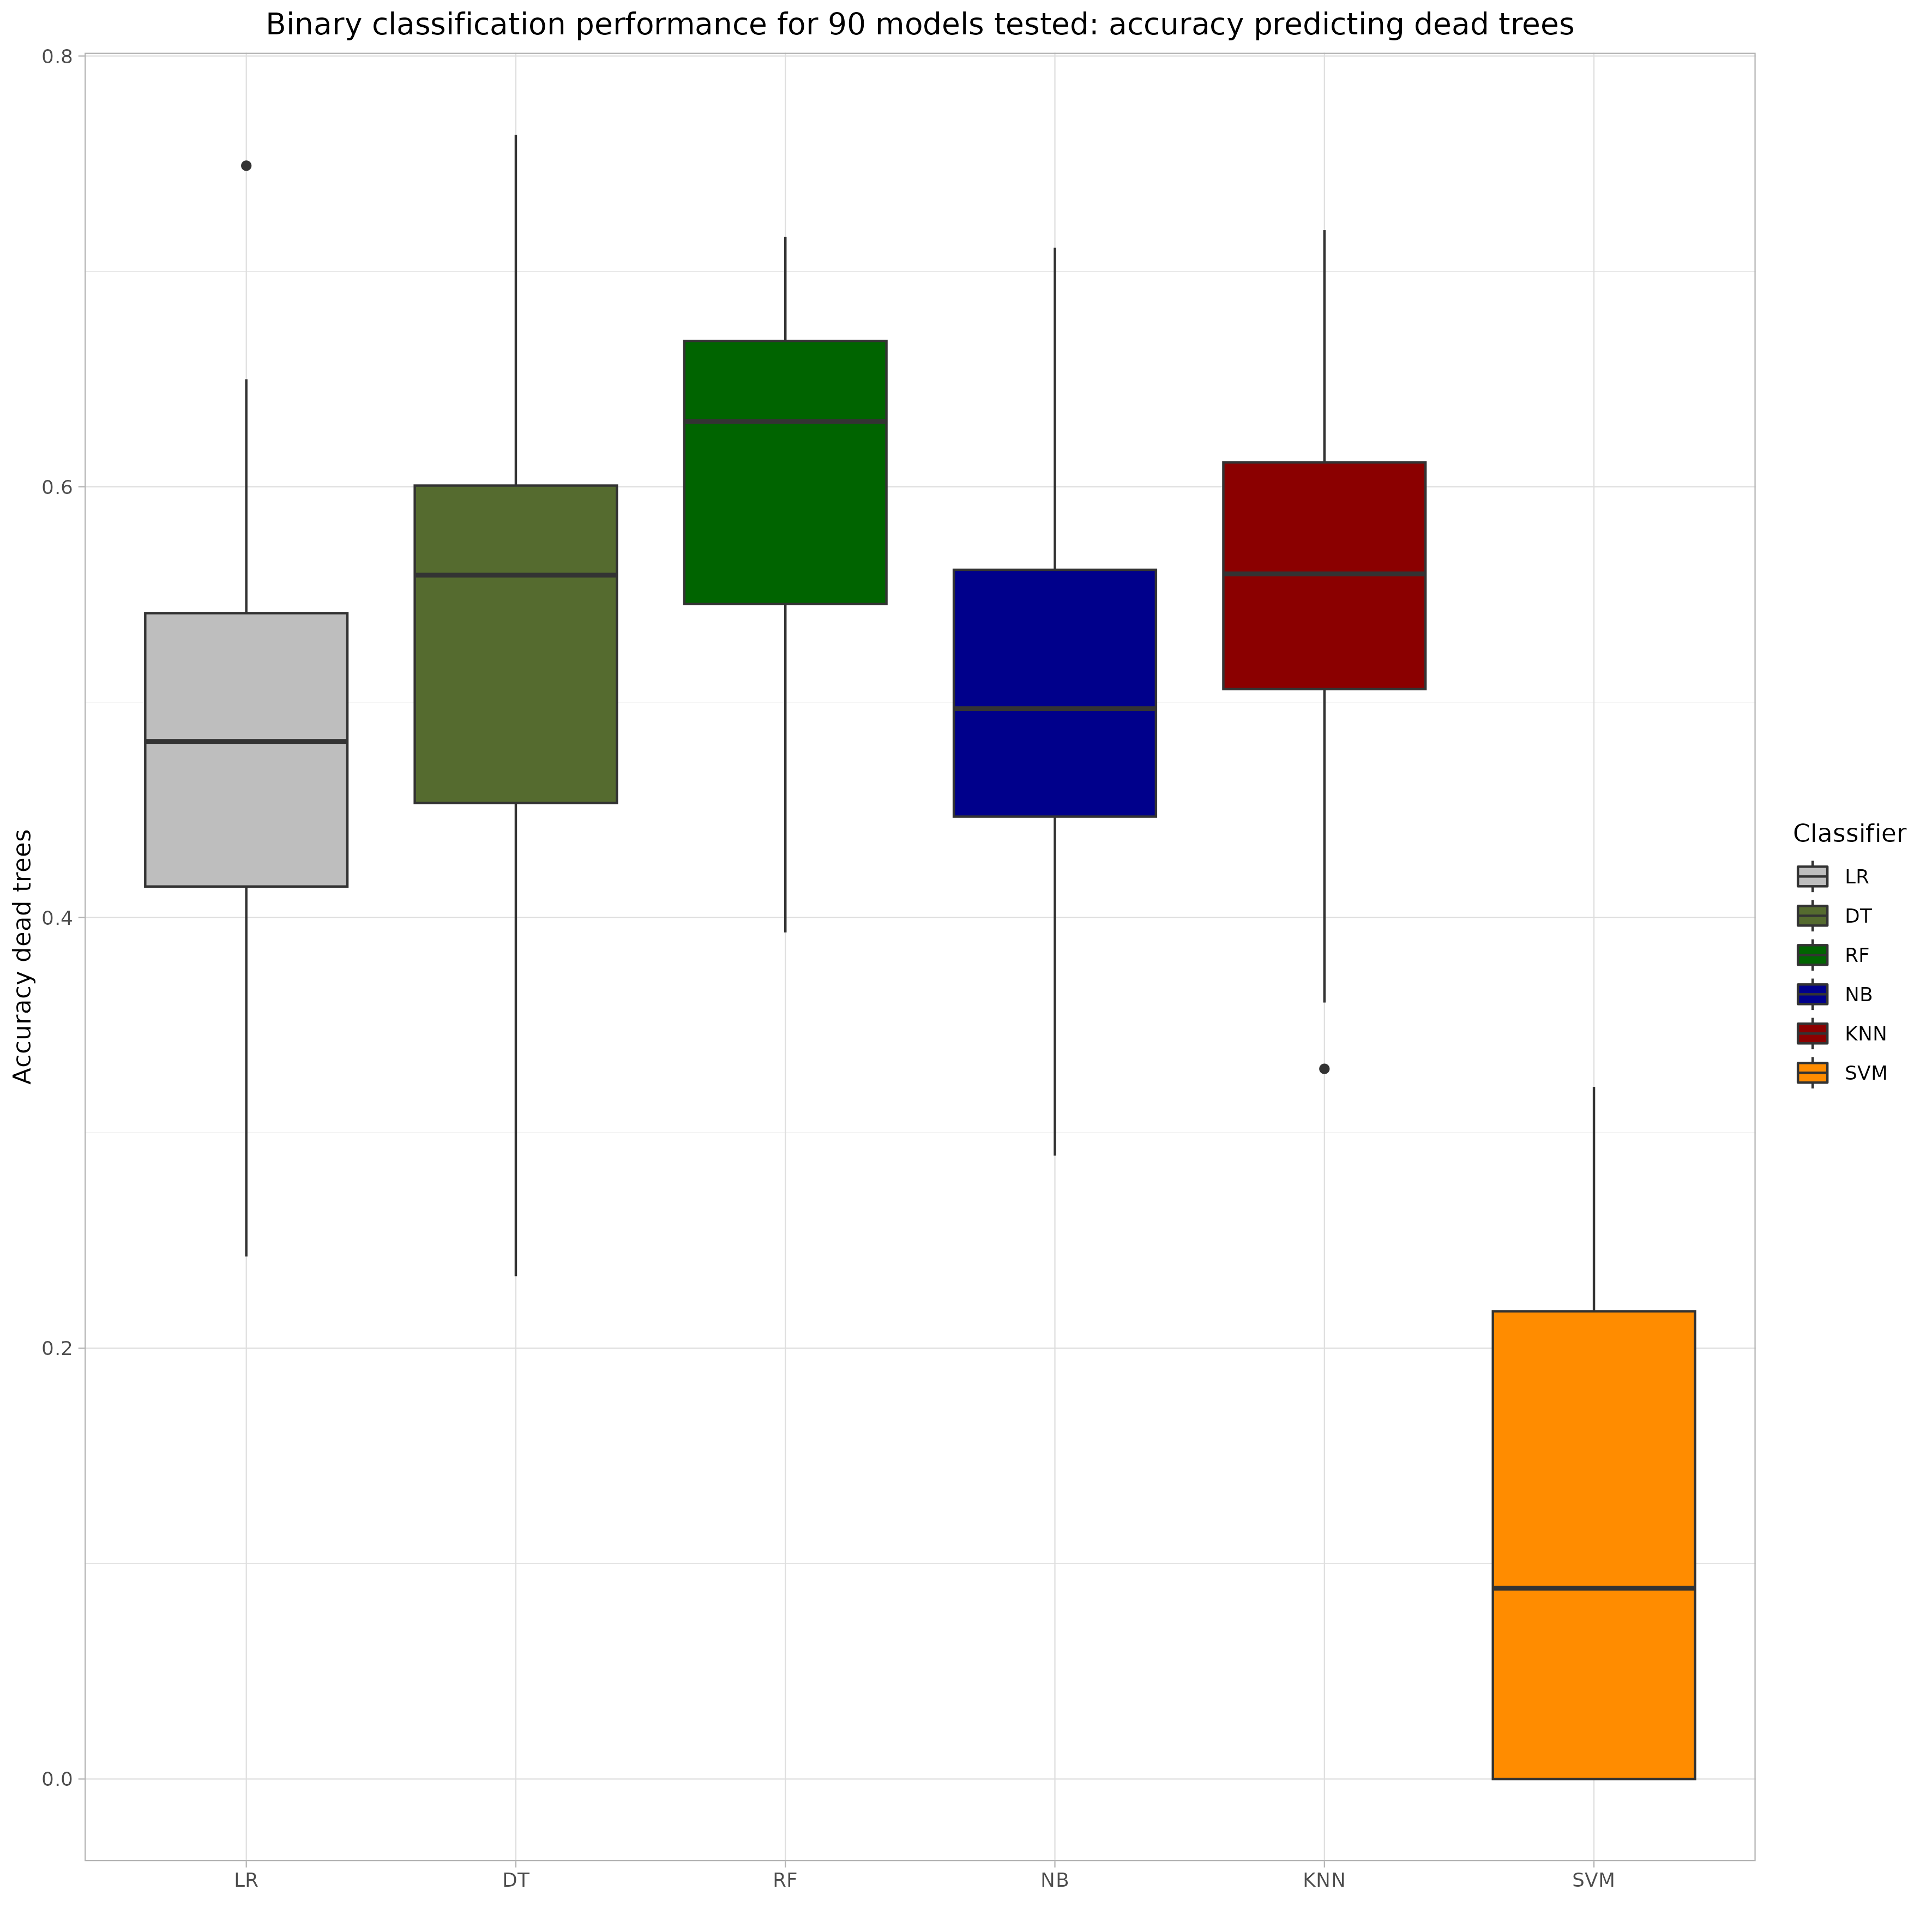 Binary classification performance for 90 models tested: accuracy predicting dead trees
Accuracy dead trees
0.8
0.6
0.4
0.2
0.0
LR
DT
RF
NB
KNN
SVM
Classifier
LR
DT
RF
NB
KNN
SVM